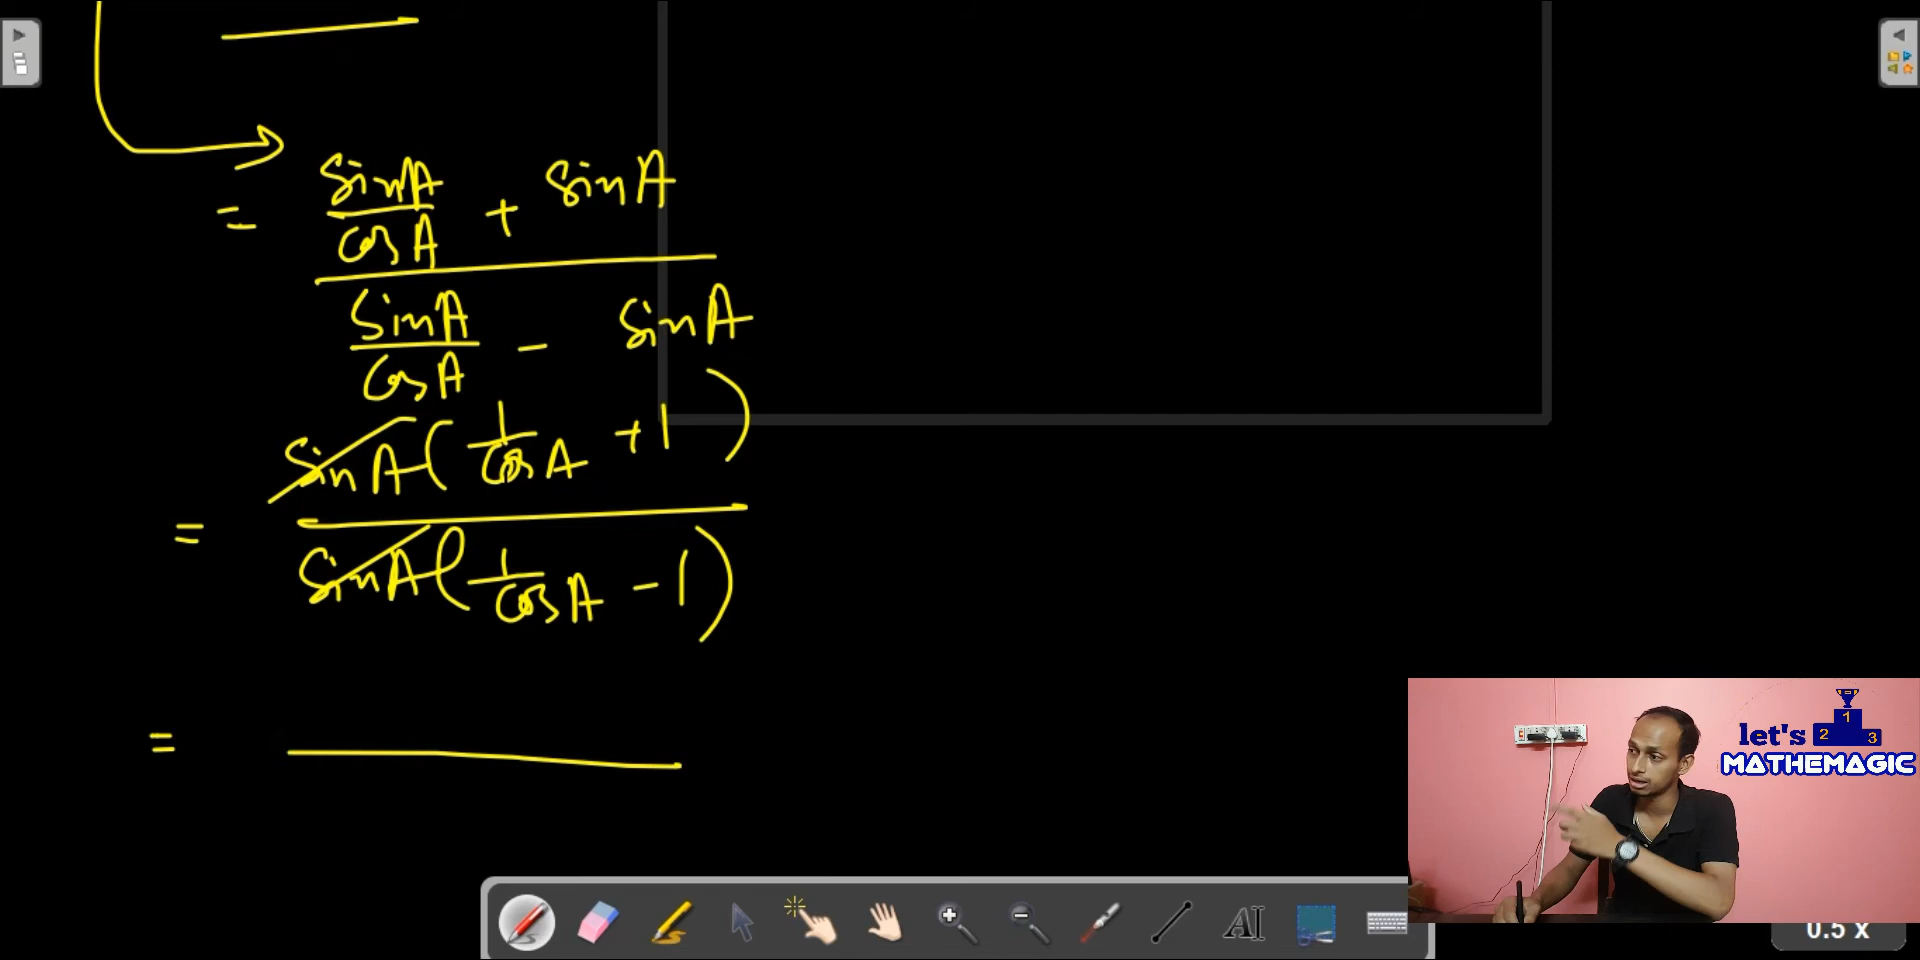 = sinA/cosA + sinA
sinA/cosA - sinA
= sinA(1/cosA + 1)
sinA(1/cosA - 1)
=
let's 1 2 3
MATHEMAGIC
AI
0.5 x